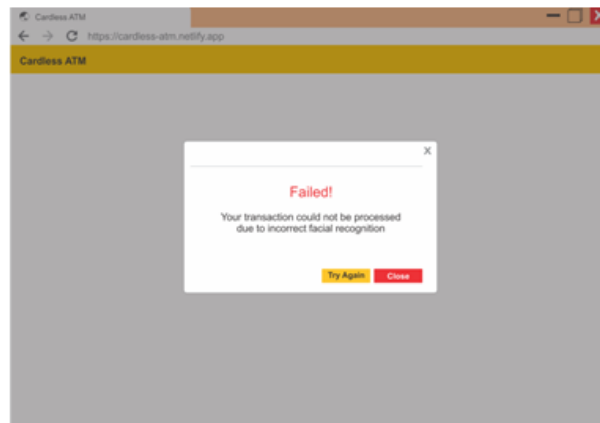 Cardless ATM
https://cardless-atm.netlify.app
Cardless ATM
X
Failed!
Your transaction could not be processed
due to incorrect facial recognition
Try Again Close